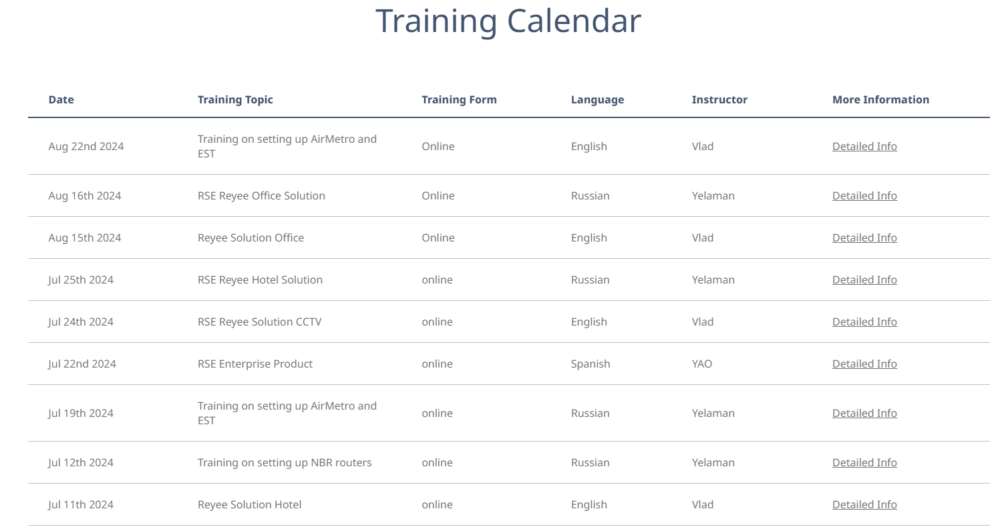 Training Calendar
Date Training Topic Training Form Language Instructor More Information
Aug 22nd 2024 Training on setting up AirMetro and EST Online English Vlad Detailed Info
Aug 16th 2024 RSE Reyee Office Solution Online Russian Yelaman Detailed Info
Aug 15th 2024 Reyee Solution Office Online English Vlad Detailed Info
Jul 25th 2024 RSE Reyee Hotel Solution online Russian Yelaman Detailed Info
Jul 24th 2024 RSE Reyee Solution CCTV online English Vlad Detailed Info
Jul 22nd 2024 RSE Enterprise Product online Spanish YAO Detailed Info
Jul 19th 2024 Training on setting up AirMetro and EST online Russian Yelaman Detailed Info
Jul 12th 2024 Training on setting up NBR routers online Russian Yelaman Detailed Info
Jul 11th 2024 Reyee Solution Hotel online English Vlad Detailed Info